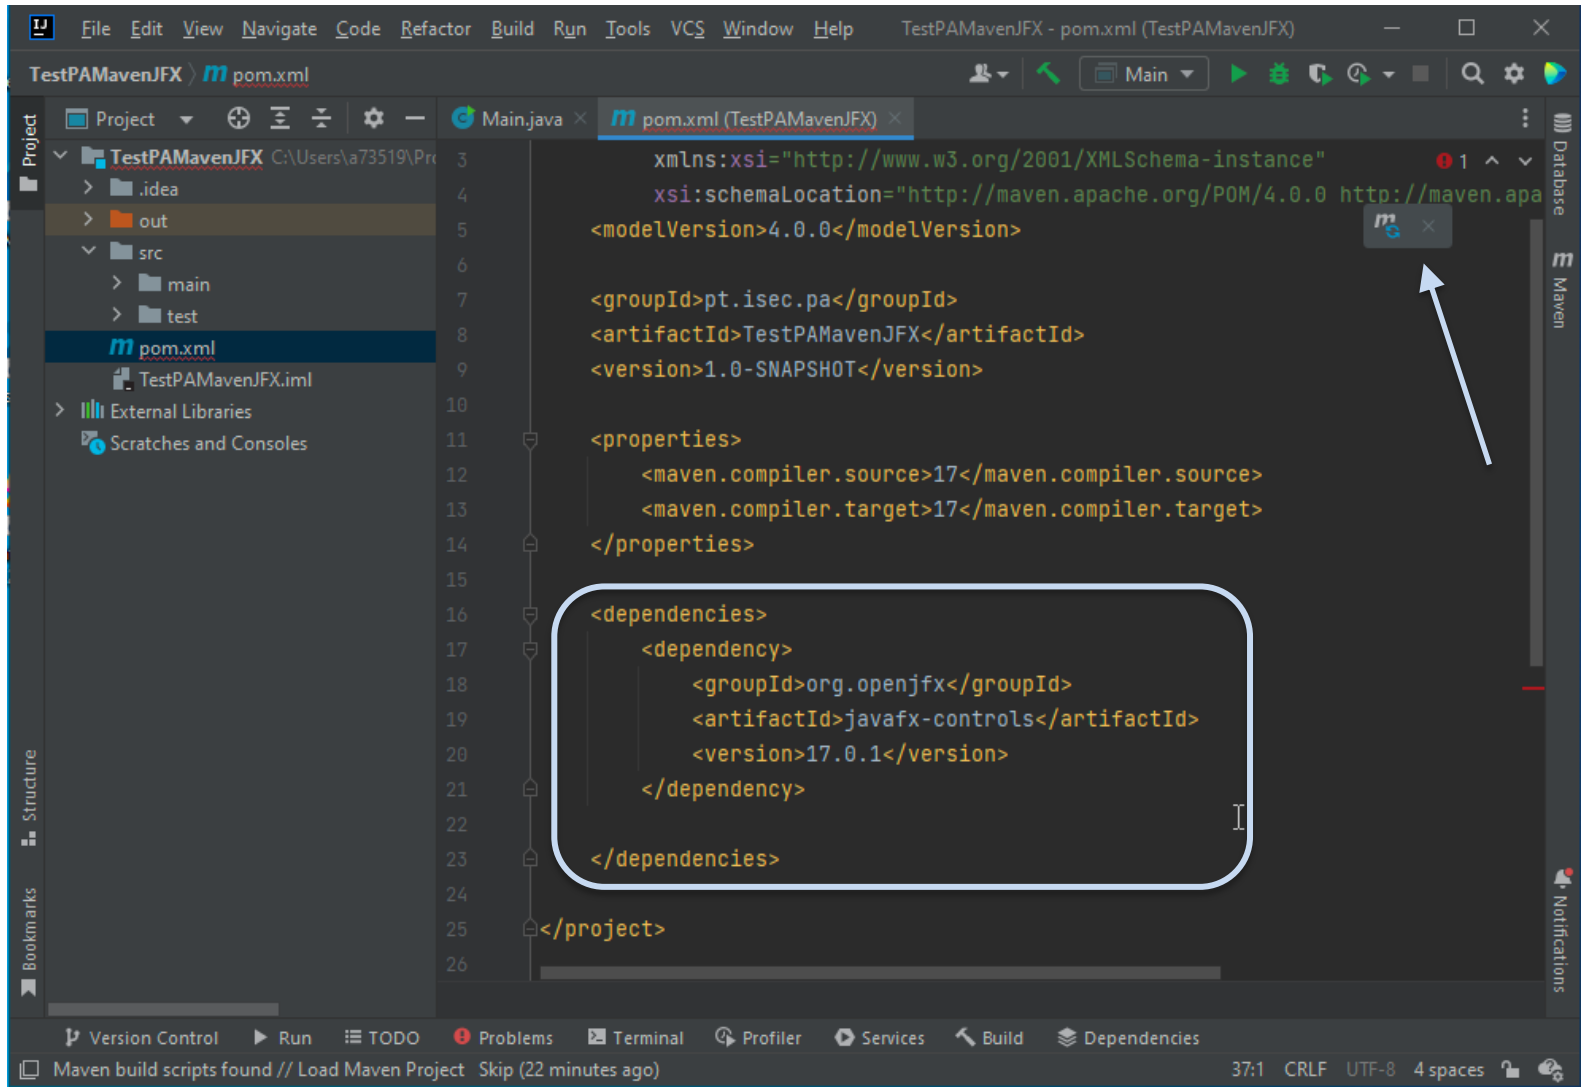 File Edit View Navigate Code Refactor Build Run Tools VCS Window Help TestPAMavenJFX - pom.xml (TestPAMavenJFX)
TestPAMavenJFX pom.xml Main
Project
Project
Main.java
pom.xml (TestPAMavenJFX)
TestPAMavenJFX C:\Users\a73519\Pr
.idea
out
src
main
test
pom.xml
TestPAMavenJFX.iml
External Libraries
Scratches and Consoles
3 xmlns:xsi="http://www.w3.org/2001/XMLSchema-instance"
1
4 xsi:schemaLocation="http://maven.apache.org/POM/4.0.0 http://maven.apa
5 <modelVersion>4.0.0</modelVersion>
6
7 <groupId>pt.isec.pa</groupId>
8 <artifactId>TestPAMavenJFX</artifactId>
9 <version>1.0-SNAPSHOT</version>
10
11 <properties>
12 <maven.compiler.source>17</maven.compiler.source>
13 <maven.compiler.target>17</maven.compiler.target>
14 </properties>
15
16 <dependencies>
17 <dependency>
18 <groupId>org.openjfx</groupId>
19 <artifactId>javafx-controls</artifactId>
20 <version>17.0.1</version>
21 </dependency>
22
23 </dependencies>
24
25 </project>
26
Database
Maven
Notifications
Structure
Bookmarks
Version Control Run TODO Problems Terminal Profiler Services Build Dependencies
Maven build scripts found // Load Maven Project Skip (22 minutes ago) 37:1 CRLF UTF-8 4 spaces